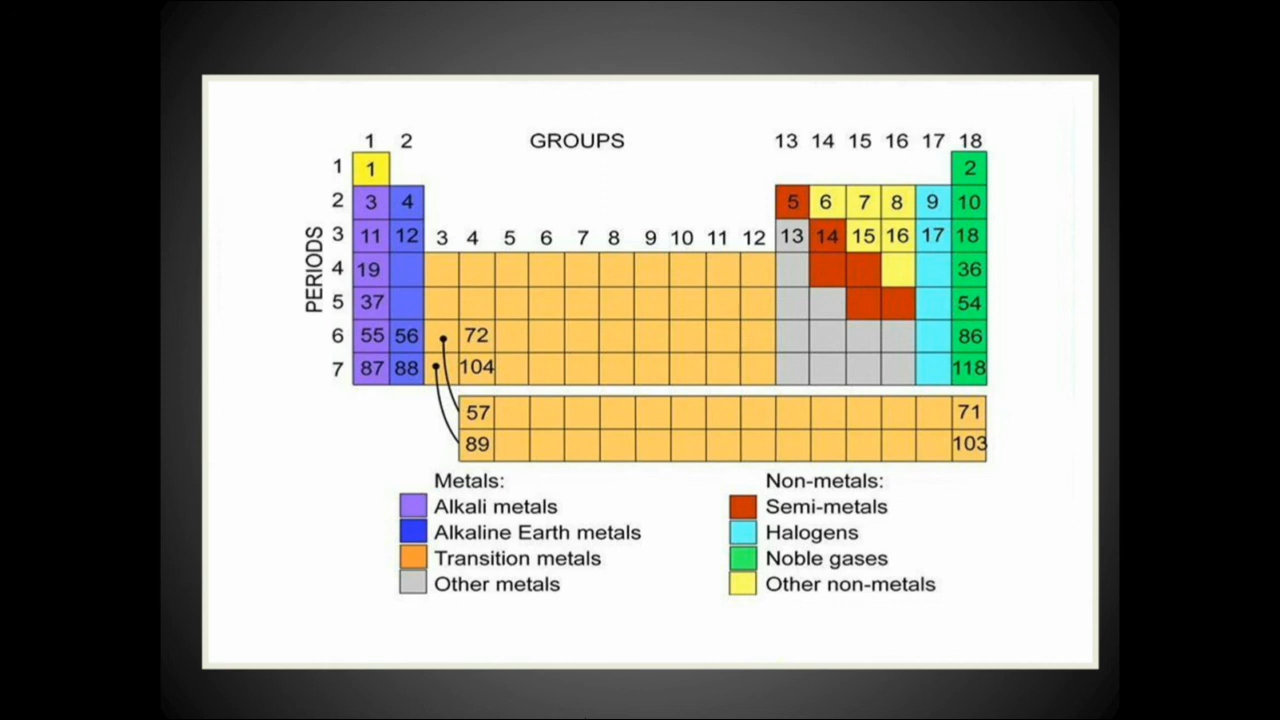 1 2 GROUPS 13 14 15 16 17 18
1 1 2
2 3 4 5 6 7 8 9 10
3 11 12 3 4 5 6 7 8 9 10 11 12 13 14 15 16 17 18
PERIODS
4 19 36
5 37 54
6 55 56 72 86
7 87 88 104 118
57 71
89 103
Metals: Non-metals:
Alkali metals Semi-metals
Alkaline Earth metals Halogens
Transition metals Noble gases
Other metals Other non-metals